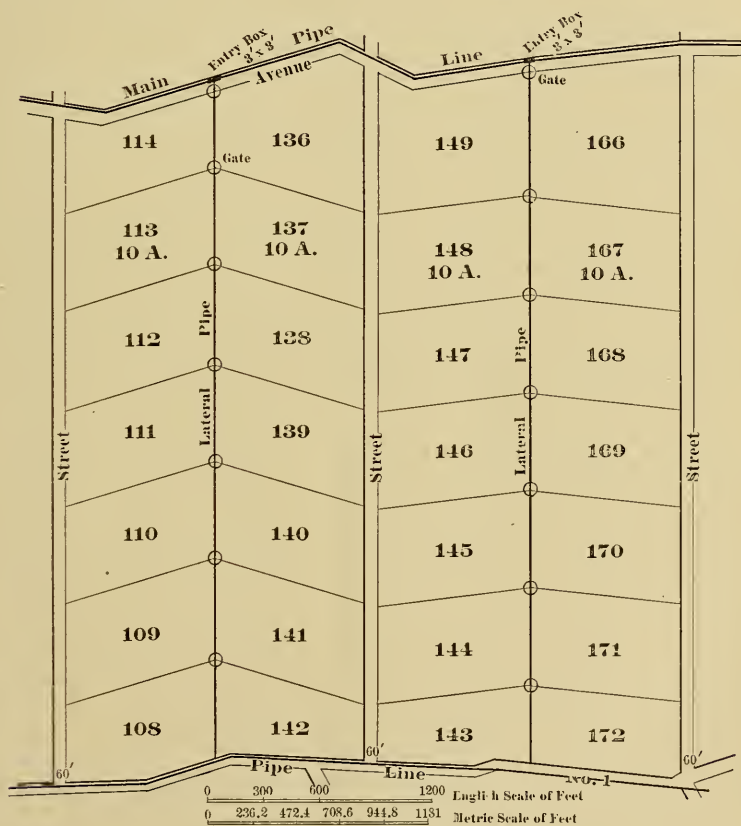 Entry Box
3' x 3'
Main Pipe Line
Avenue
Entry Box
3' x 3'
Gate
Gate
114
136
149
166
113
10 A.
137
10 A.
148
10 A.
167
10 A.
112
138
147
168
Lateral Pipe
Lateral Pipe
111
139
146
169
Street
Street
Street
110
140
145
170
109
141
144
171
108
142
143
172
60'
60'
60'
Pipe Line No. 1
0 300 600 1200 English Scale of Feet
0 236,2 472,4 708,6 944,8 1181 Metric Scale of Feet